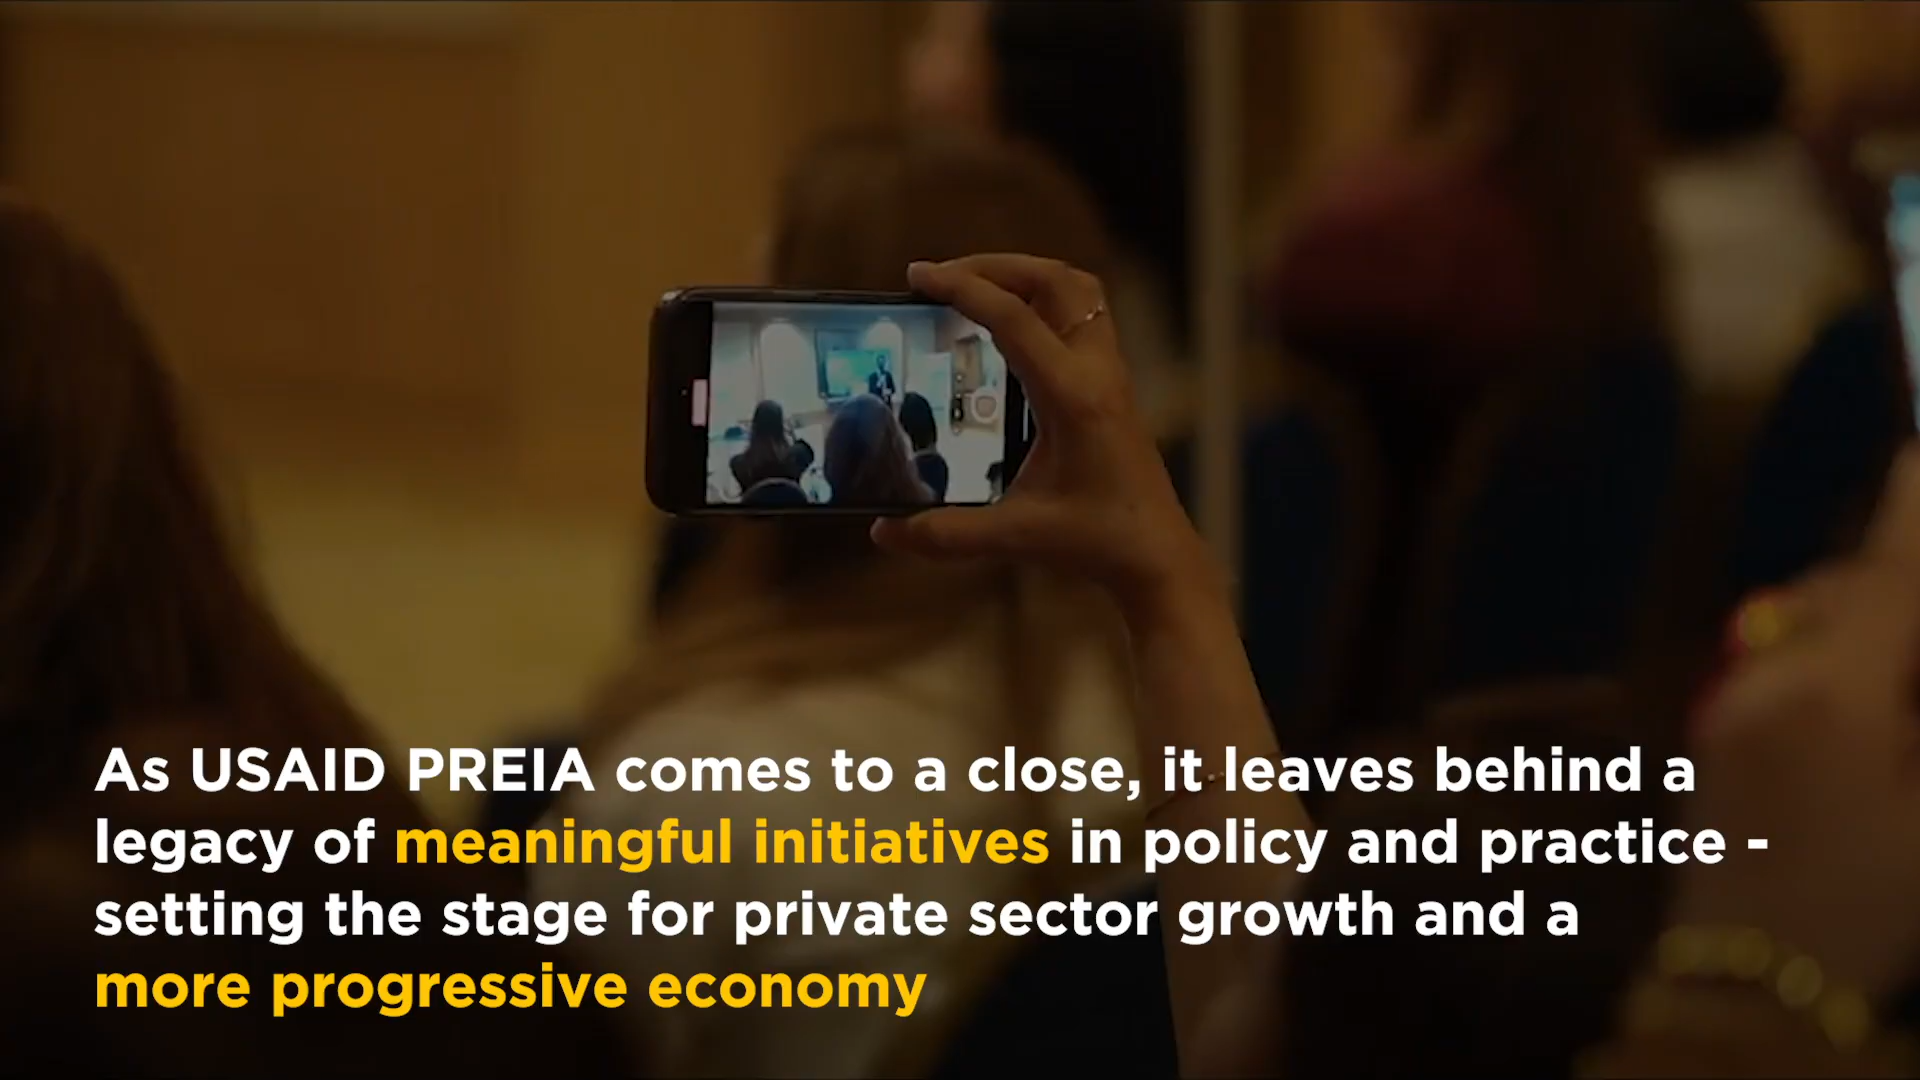 As USAID PREIA comes to a close, it leaves behind a
legacy of meaningful initiatives in policy and practice -
setting the stage for private sector growth and a
more progressive economy